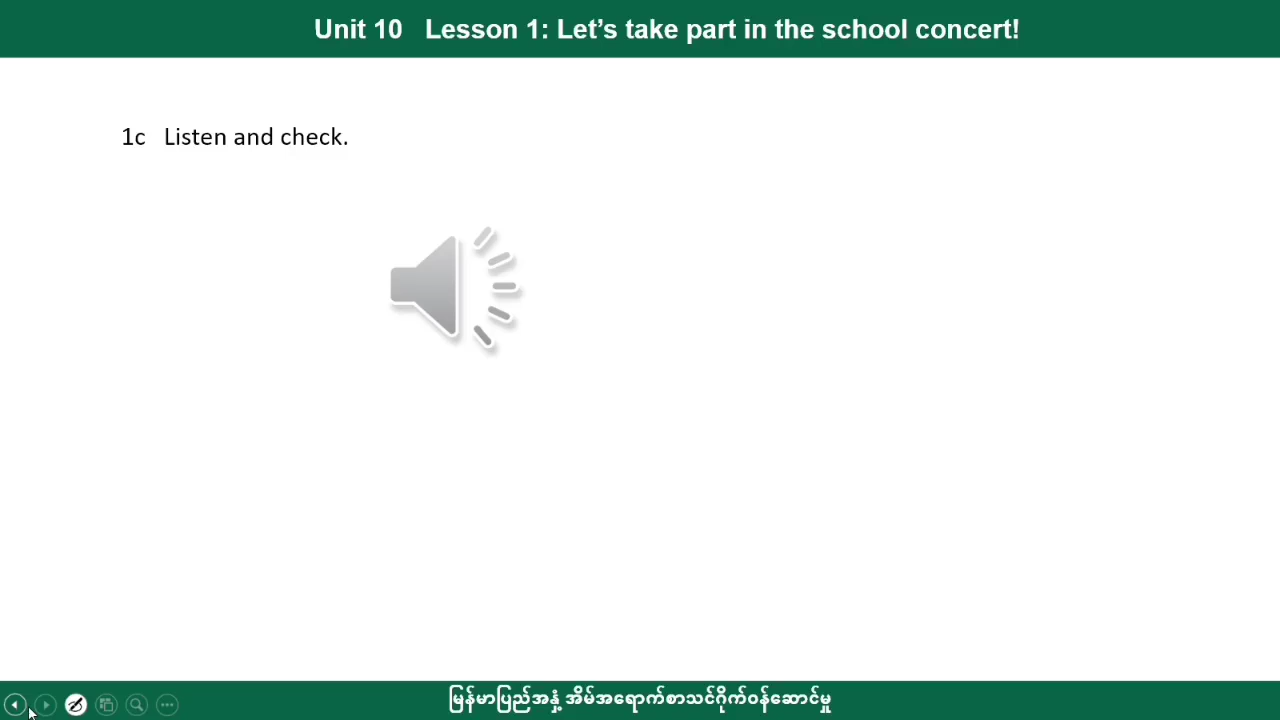 Unit 10 Lesson 1: Let’s take part in the school concert!
1c Listen and check.
မြန်မာပြည်အနှံ့ အိမ်အရောက်စာသင်ဂိုက်ဝန်ဆောင်မှု